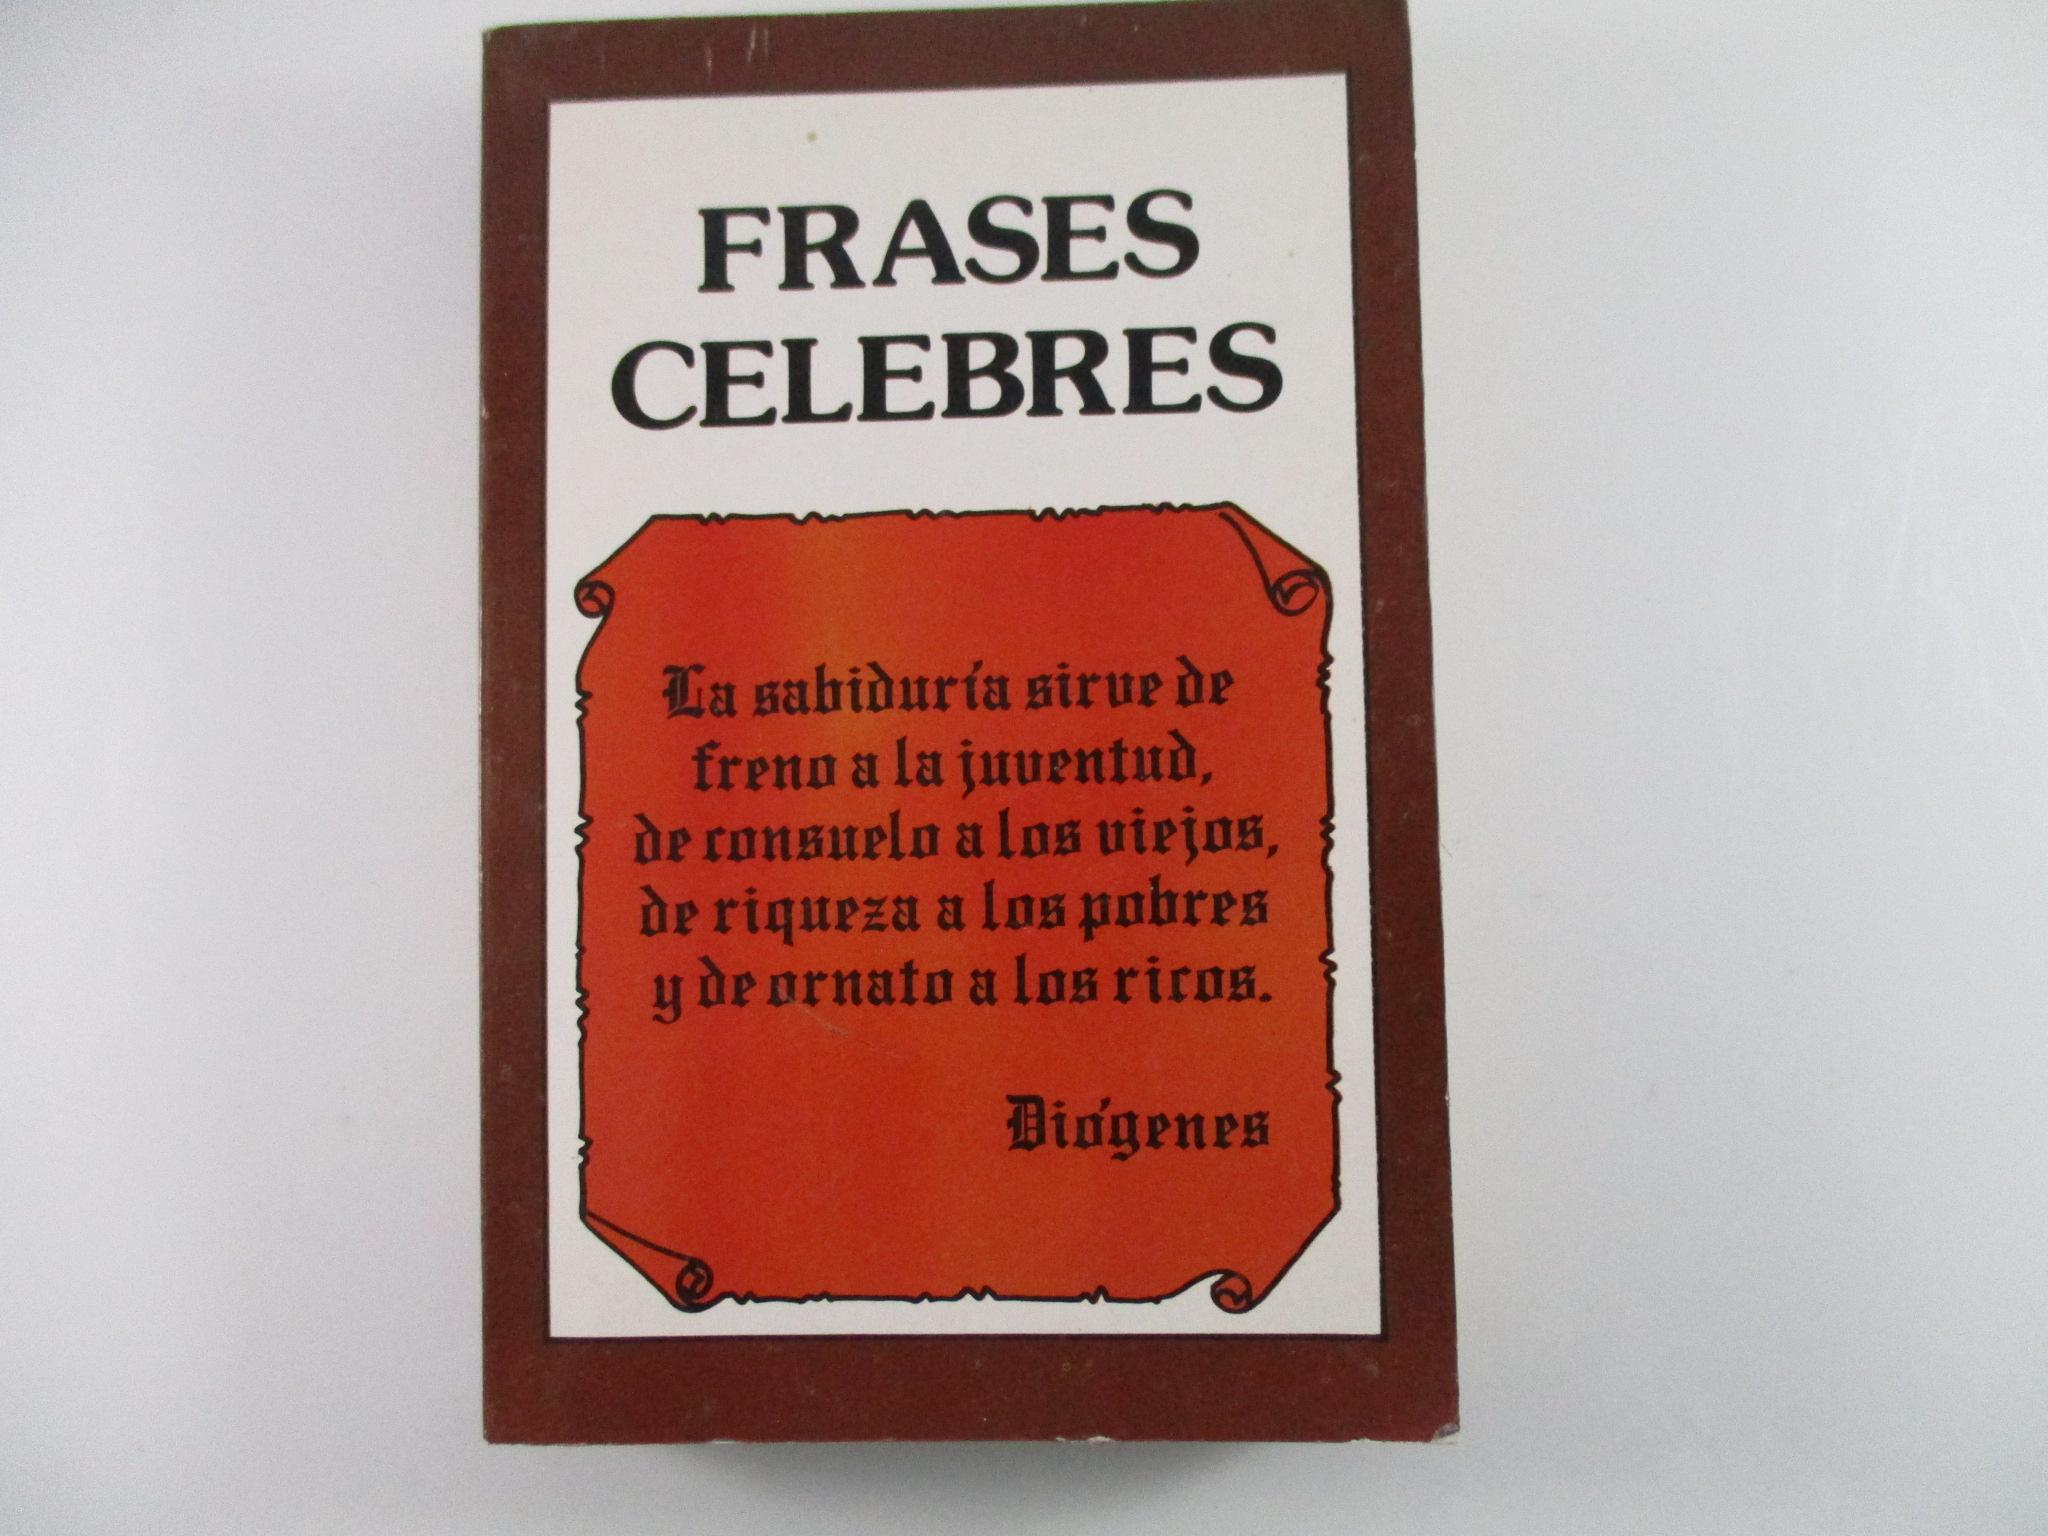 FRASES
CELEBRES
La sabiduría sirve de
freno a la juventud,
de consuelo a los viejos,
de riqueza a los pobres
y de ornato a los ricos.
Diógenes